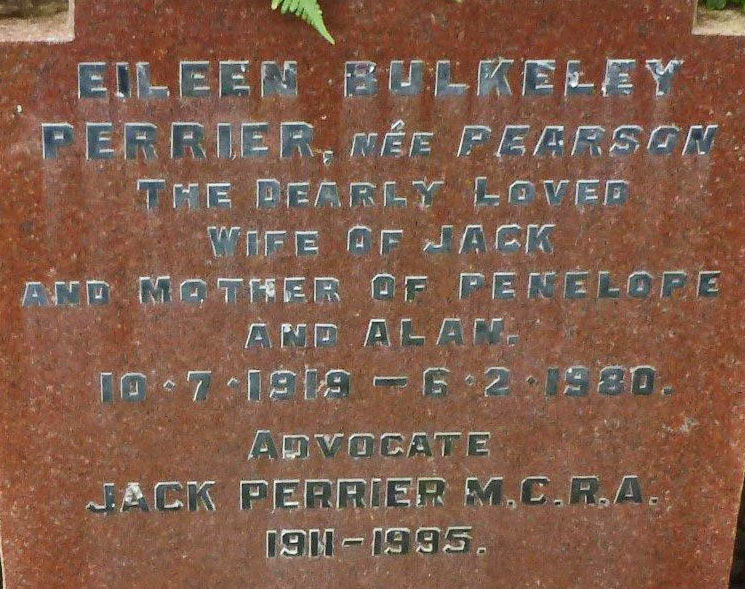 EILEEN BULKELEY
PERRIER, NÉE PEARSON
THE DEARLY LOVED
WIFE OF JACK
AND MOTHER OF PENELOPE
AND ALAN.
10·7·1919 – 6·2·1980.
ADVOCATE
JACK PERRIER M.C.R.A.
1911–1995.